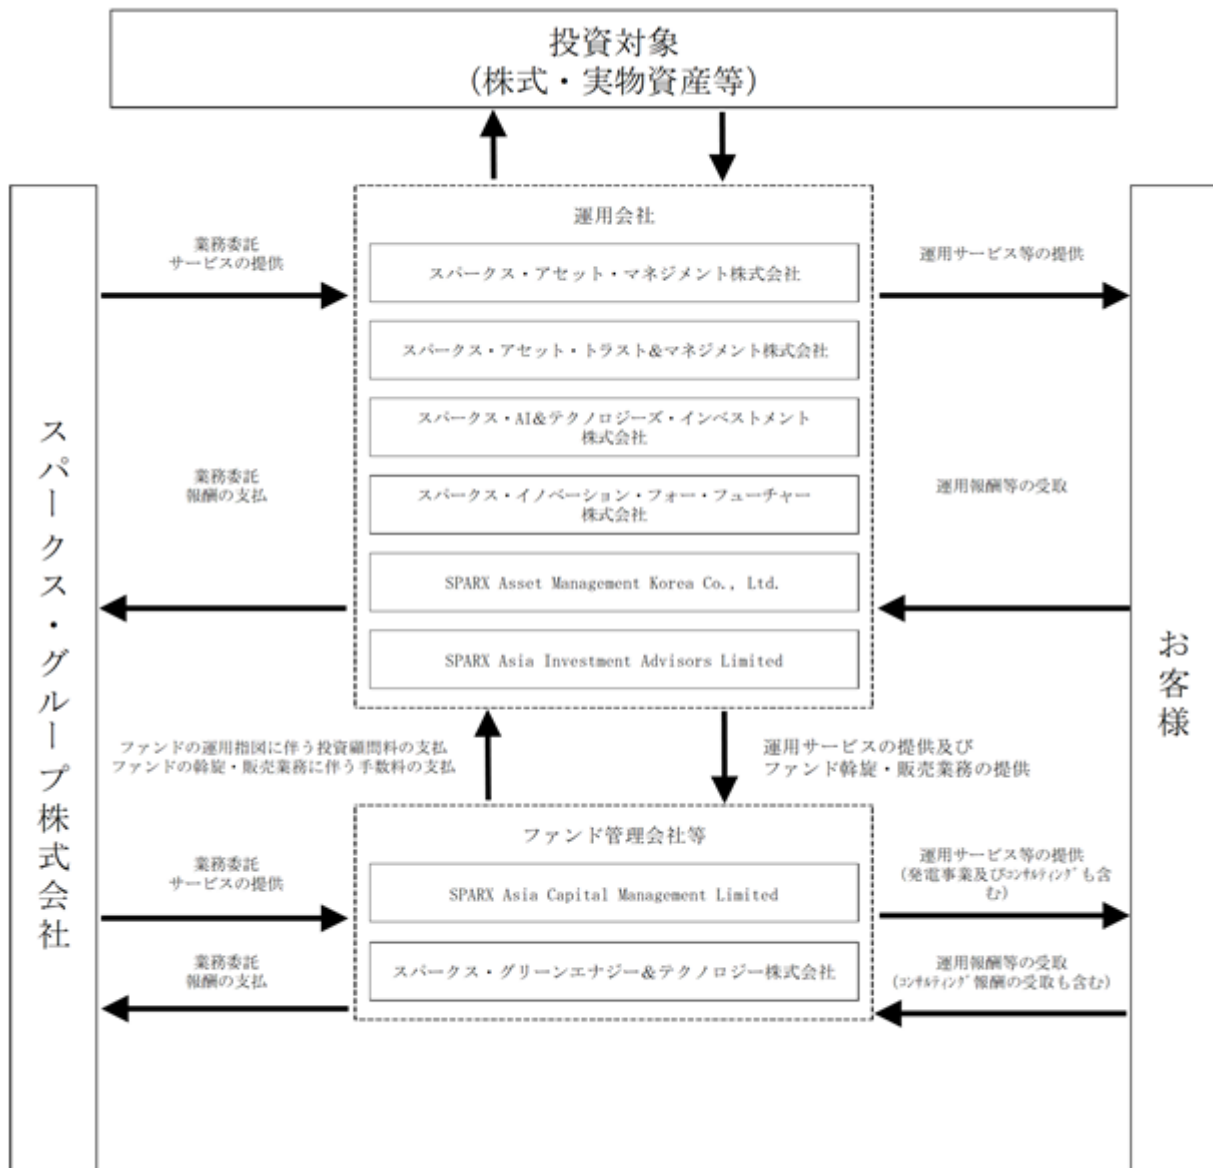 投資対象
(株式・実物資産等)
スパークス・グループ株式会社
業務委託
サービスの提供
業務委託
報酬の支払
運用会社
スパークス・アセット・マネジメント株式会社
スパークス・アセット・トラスト&マネジメント株式会社
スパークス・AI&テクノロジーズ・インベストメント
株式会社
スパークス・イノベーション・フォー・フューチャー
株式会社
SPARX Asset Management Korea Co., Ltd.
SPARX Asia Investment Advisors Limited
運用サービス等の提供
運用報酬等の受取
お客様
ファンドの運用指図に伴う投資顧問料の支払
ファンドの斡旋・販売業務に伴う手数料の支払
運用サービスの提供及び
ファンド斡旋・販売業務の提供
業務委託
サービスの提供
業務委託
報酬の支払
ファンド管理会社等
SPARX Asia Capital Management Limited
スパークス・グリーンエナジー&テクノロジー株式会社
運用サービス等の提供
(発電事業及びｺﾝｻﾙﾃｨﾝｸﾞも含
む)
運用報酬等の受取
(ｺﾝｻﾙﾃｨﾝｸﾞ報酬の受取も含む)